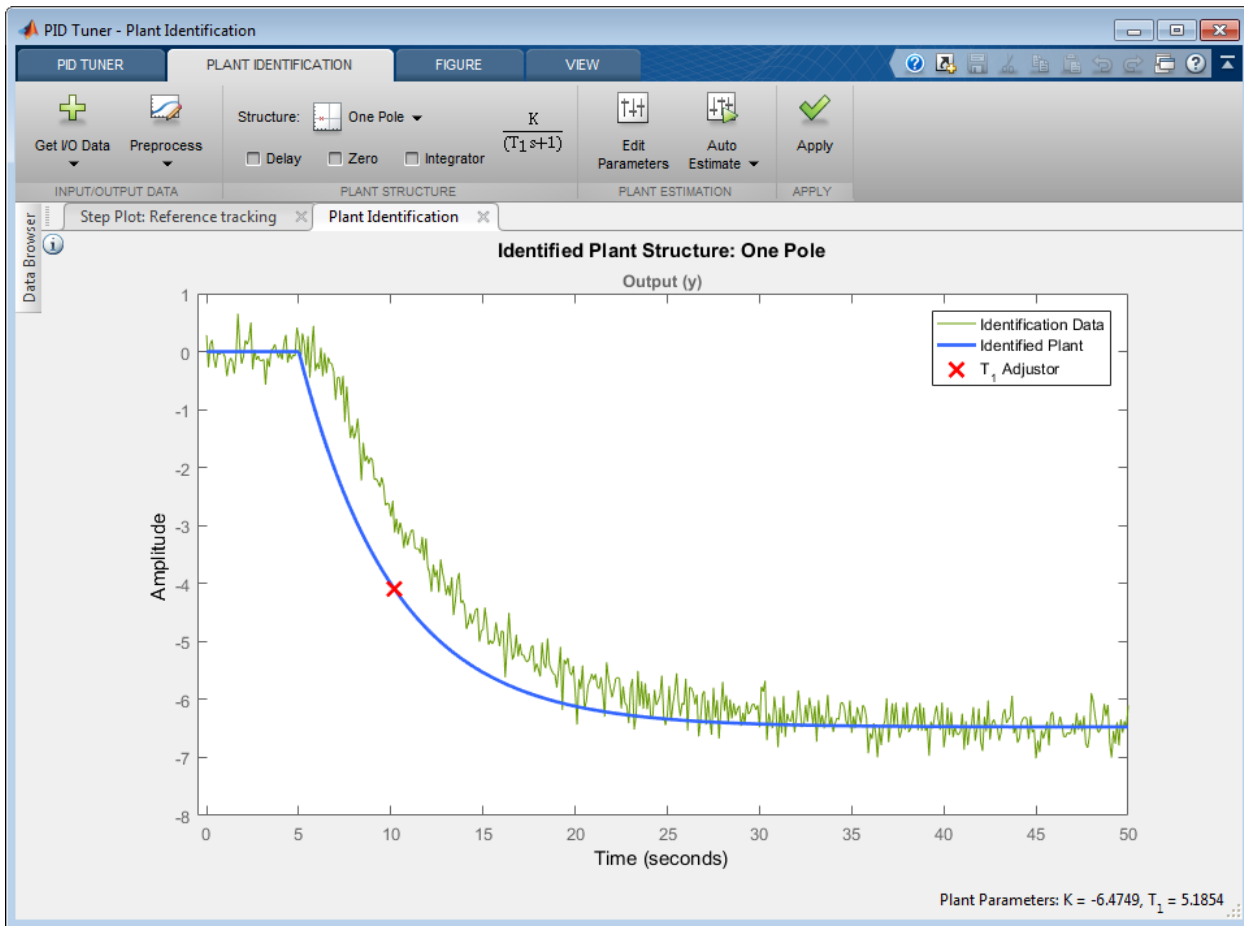 PID Tuner - Plant Identification
PID TUNER
PLANT IDENTIFICATION
FIGURE
VIEW
Get I/O Data
Preprocess
Structure:
One Pole
Delay
Zero
Integrator
K
(T1s+1)
Edit Parameters
Auto Estimate
Apply
INPUT/OUTPUT DATA
PLANT STRUCTURE
PLANT ESTIMATION
APPLY
Data Browser
Step Plot: Reference tracking
Plant Identification
Identified Plant Structure: One Pole
Output (y)
Identification Data
Identified Plant
T1 Adjustor
Amplitude
1
0
-1
-2
-3
-4
-5
-6
-7
-8
0 5 10 15 20 25 30 35 40 45 50
Time (seconds)
Plant Parameters: K = -6.4749, T1 = 5.1854